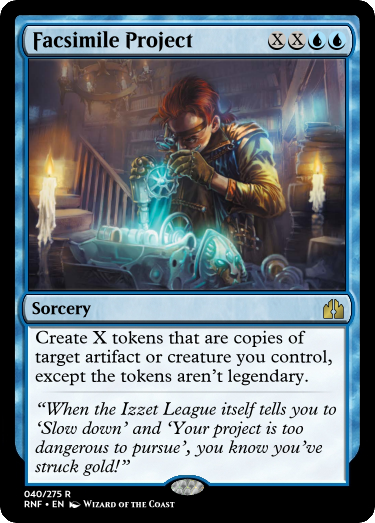 Facsimile Project XX
Sorcery
Create X tokens that are copies of
target artifact or creature you control,
except the tokens aren't legendary.
“When the Izzet League itself tells you to
‘Slow down’ and ‘Your project is too
dangerous to pursue’, you know you’ve
struck gold!”
040/275 R
RNF • EN Wizard of the Coast